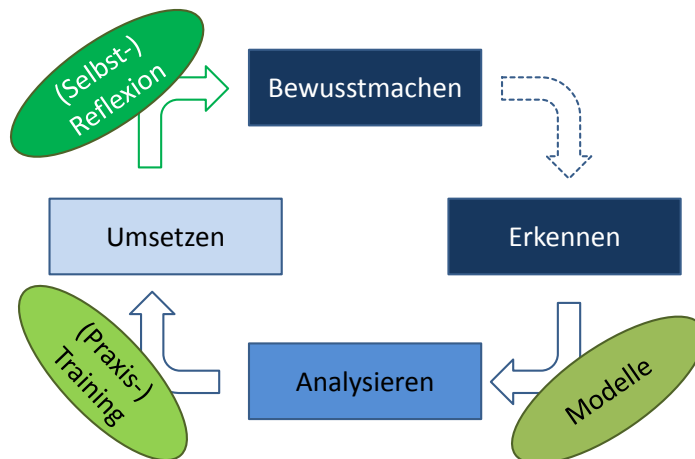 (Selbst-)
Reflexion
Bewusstmachen
Umsetzen
Erkennen
(Praxis-)
Training
Analysieren
Modelle